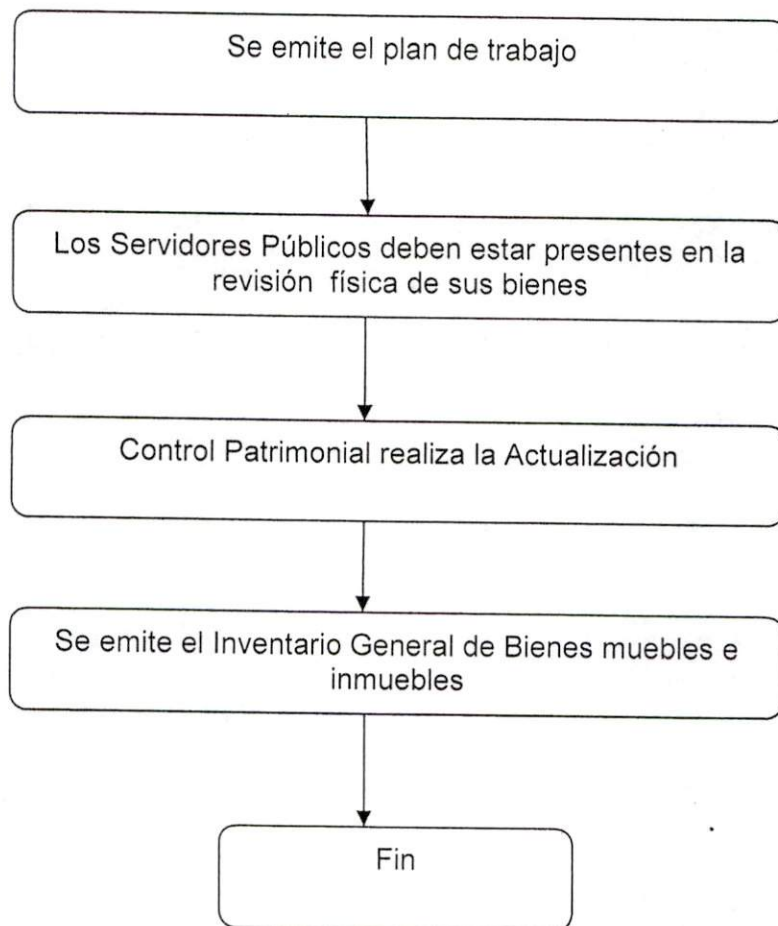 Se emite el plan de trabajo
Los Servidores Públicos deben estar presentes en la
revisión física de sus bienes
Control Patrimonial realiza la Actualización
Se emite el Inventario General de Bienes muebles e
inmuebles
Fin